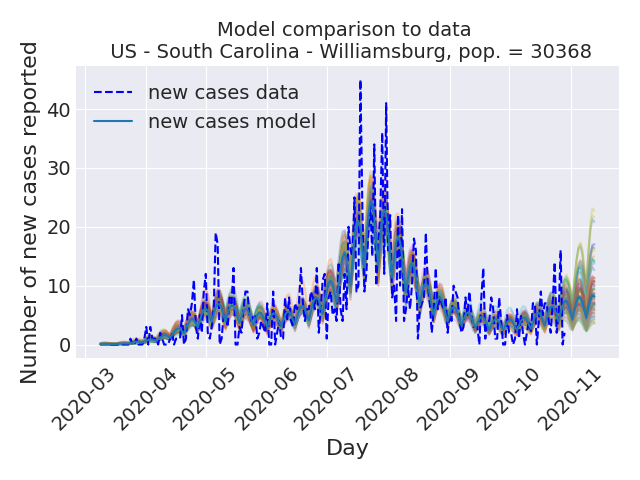 Model comparison to data
US - South Carolina - Williamsburg, pop. = 30368
Number of new cases reported
40
30
20
10
0
new cases data
new cases model
2020-03
2020-04
2020-05
2020-06
2020-07
2020-08
2020-09
2020-10
2020-11
Day